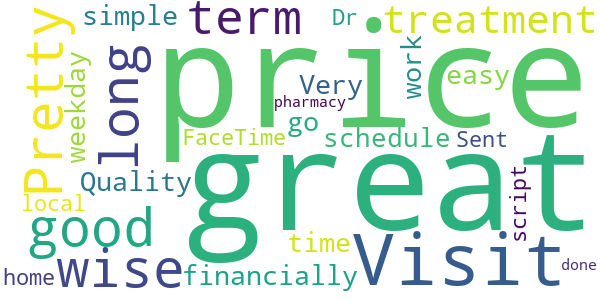 simple
term
Dr
treatment
Pretty
weekday
long
price
Very
work
easy
pharmacy
go
FaceTime
schedule
Sent
Quality
great
script
local
good
time
Visit
home
wise
financially
done